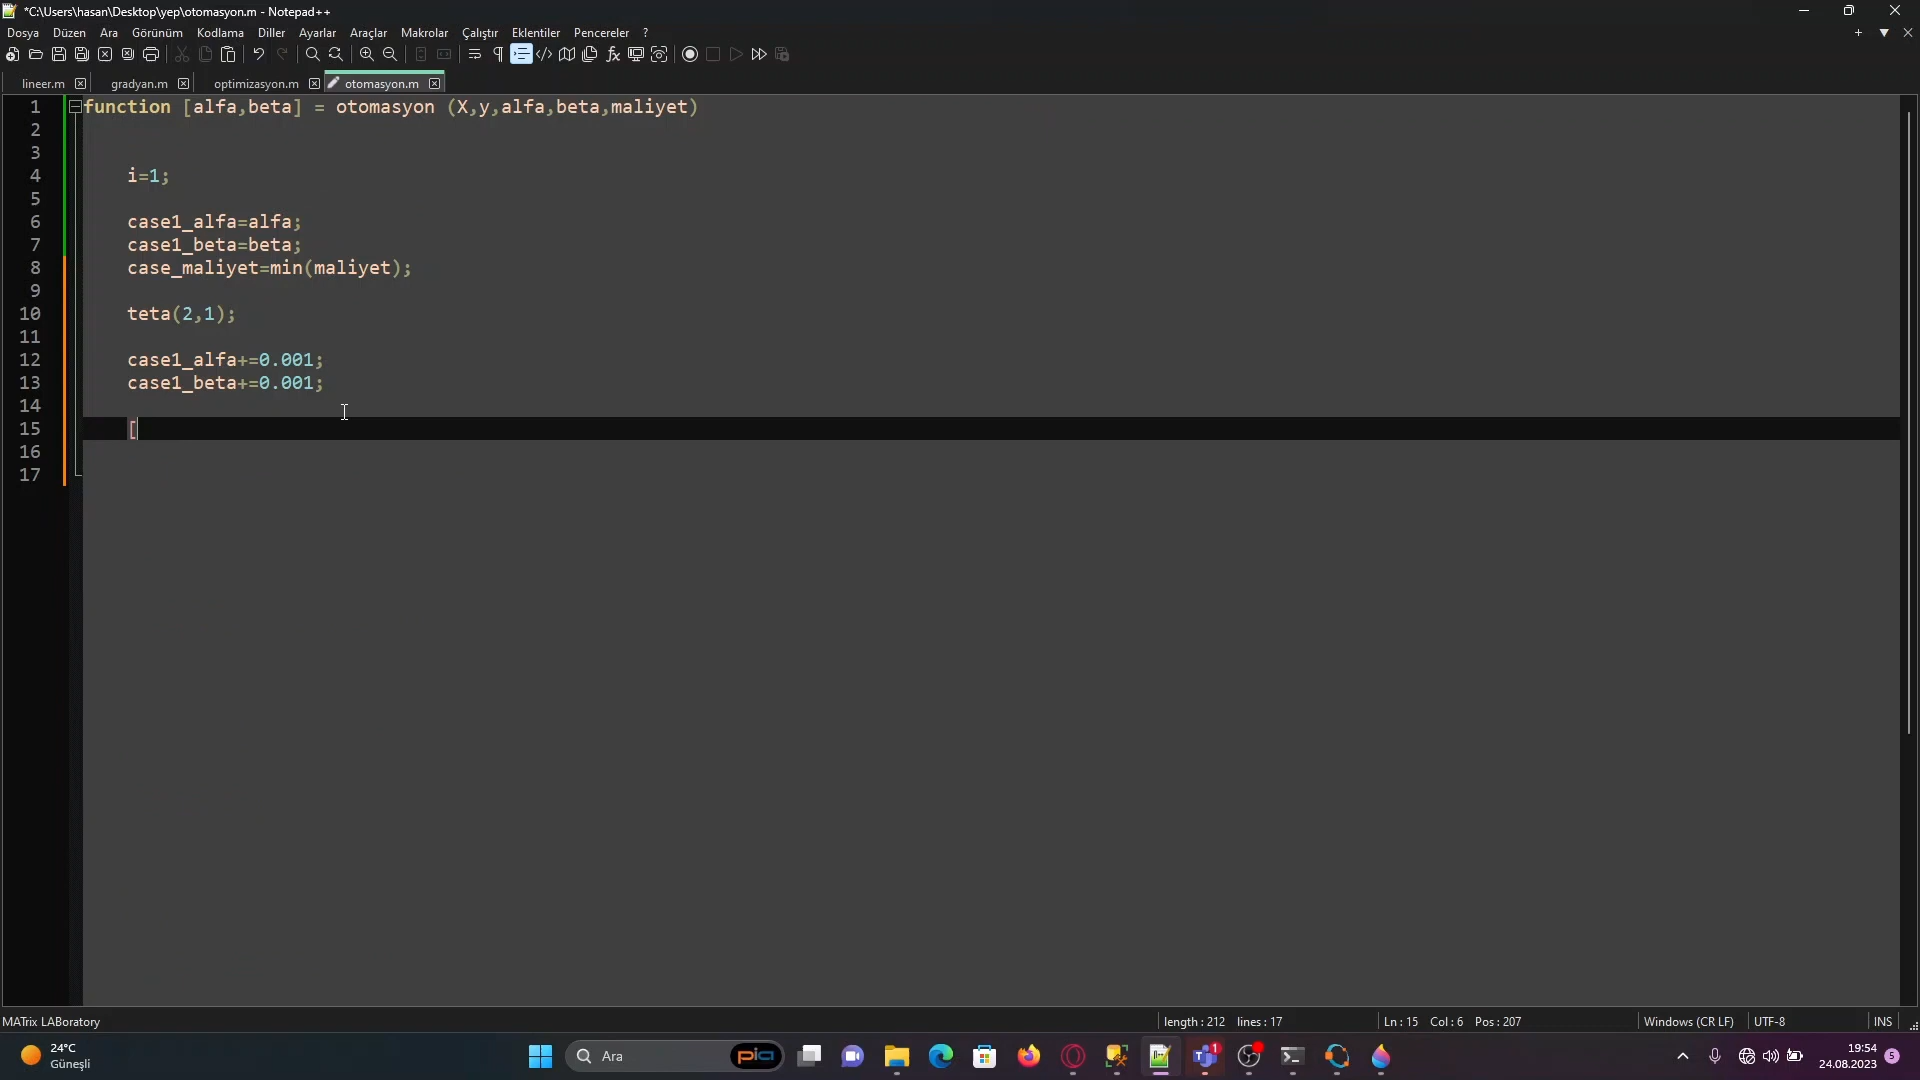 *C:\Users\hasan\Desktop\yep\otomasyon.m - Notepad++
Dosya Düzen Ara Görünüm Kodlama Diller Ayarlar Araçlar Makrolar Çalıştır Eklentiler Pencereler ?
lineer.m gradyan.m optimizasyon.m otomasyon.m
1 function [alfa,beta] = otomasyon (X,y,alfa,beta,maliyet)
2
3
4 i=1;
5
6 case1_alfa=alfa;
7 case1_beta=beta;
8 case_maliyet=min(maliyet);
9
10 teta(2,1);
11
12 case1_alfa+=0.001;
13 case1_beta+=0.001;
14
15 [
16
17
MATrix LABoratory length : 212 lines : 17 Ln : 15 Col : 6 Pos : 207 Windows (CR LF) UTF-8 INS
24°C
Güneşli
Ara pia
1
19:54
24.08.2023
5